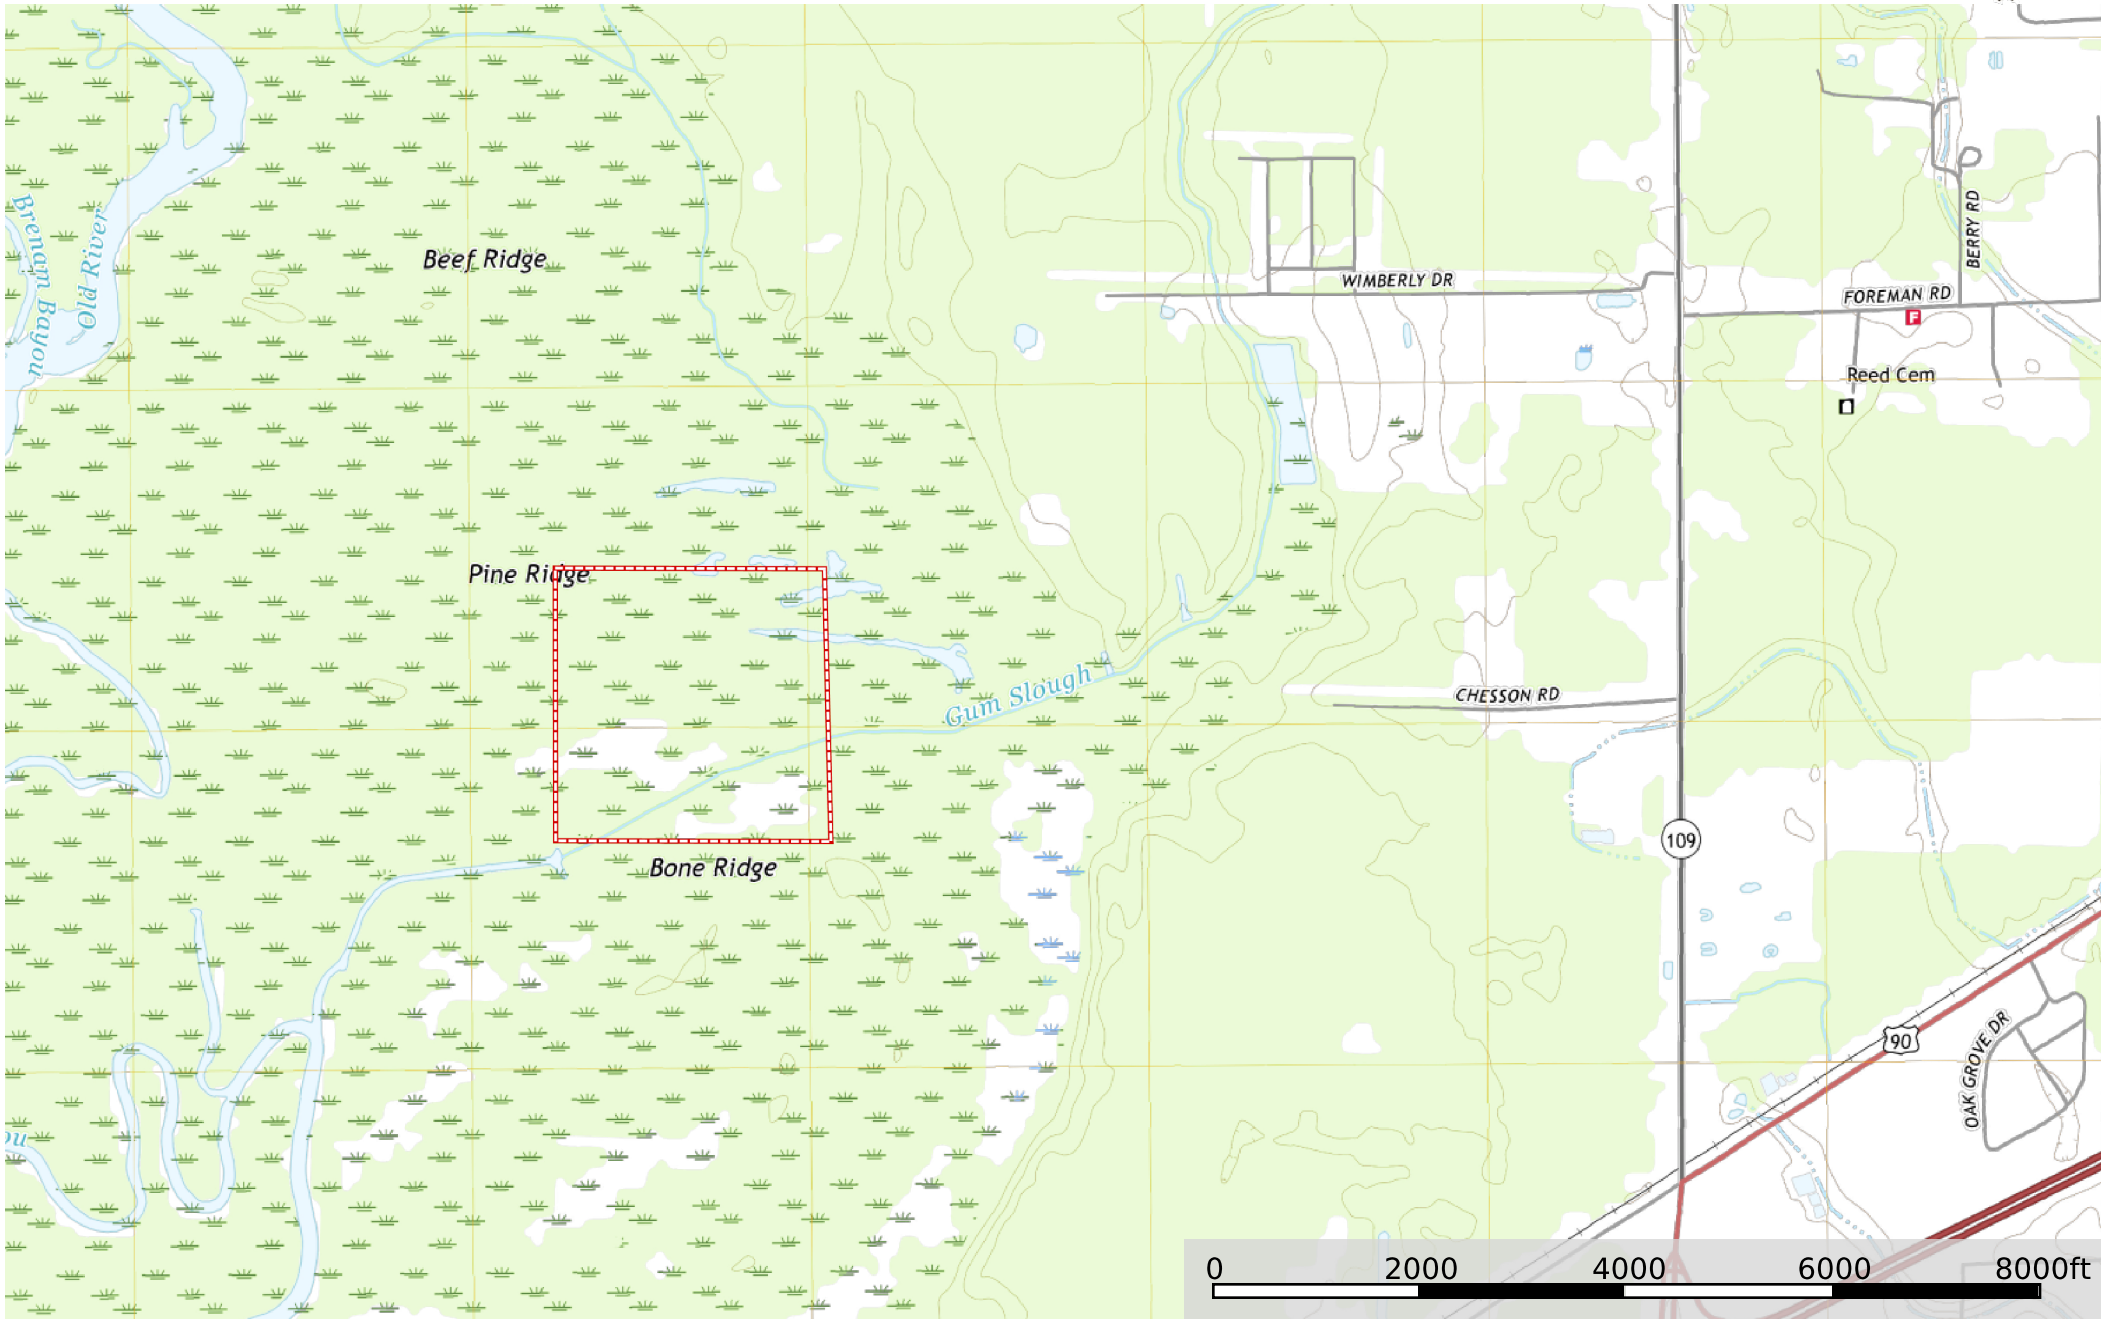 Brenam Bayou
Old River
Beef Ridge
WIMBERLY DR
BERRY RD
FOREMAN RD
F
Reed Cem
Pine Ridge
Gum Slough
CHESSON RD
109
Bone Ridge
90
OAK GROVE DR
ou
0 2000 4000 6000 8000ft